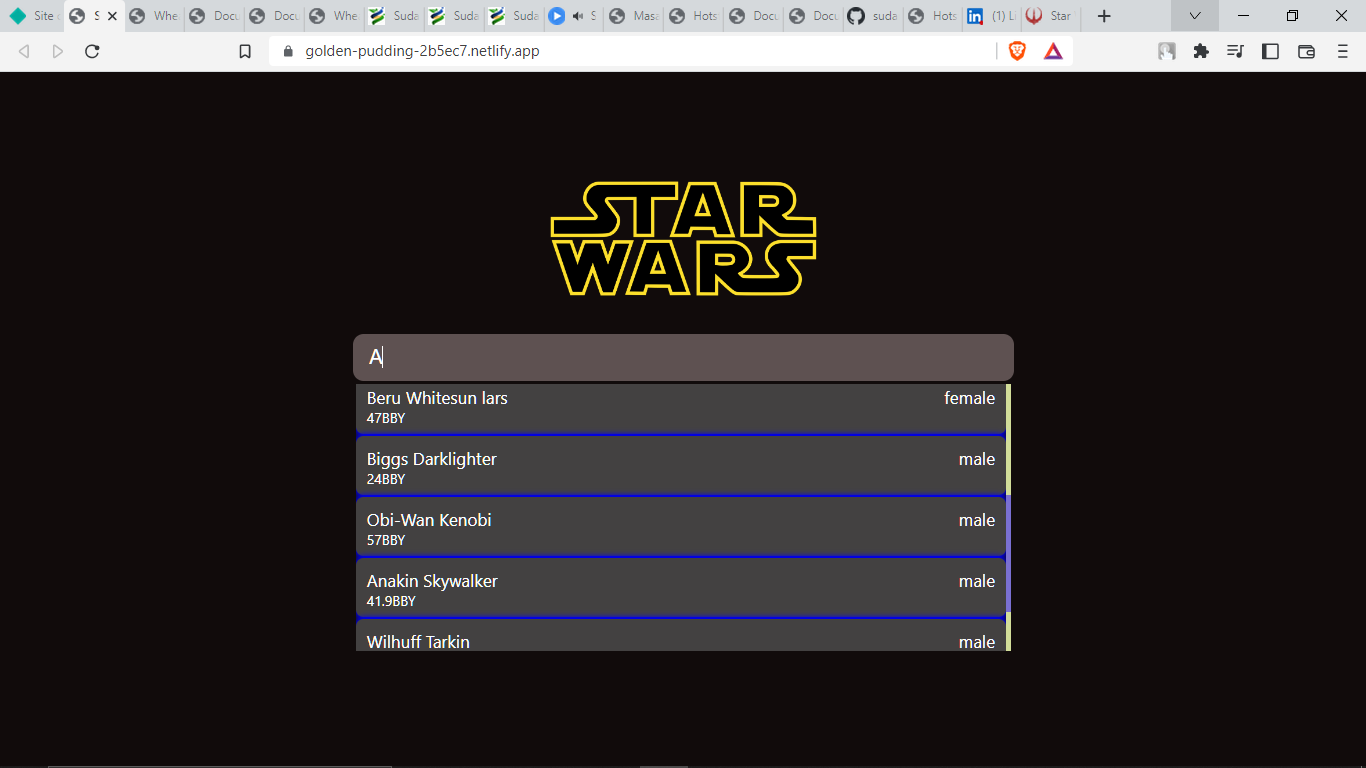 Site
S
Whe
Docu
Docu
Whe
Suda
Suda
Suda
S
Masa
Hots
Docu
Docu
suda
Hots
(1) Li
Star
golden-pudding-2b5ec7.netlify.app
STAR
WARS
A
Beru Whitesun lars female
47BBY
Biggs Darklighter male
24BBY
Obi-Wan Kenobi male
57BBY
Anakin Skywalker male
41.9BBY
Wilhuff Tarkin male